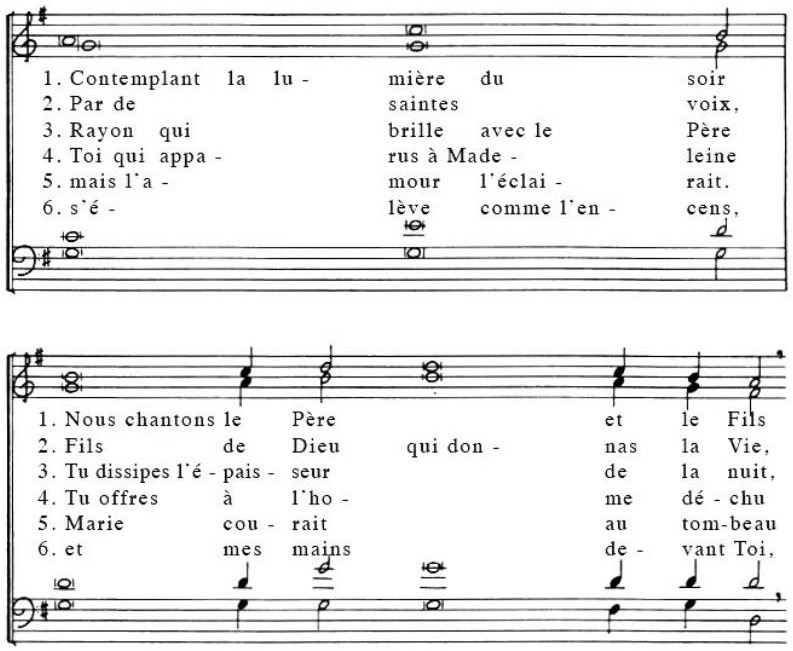 1. Contemplant la lu - mière du soir
2. Par de saintes voix,
3. Rayon qui brille avec le Père
4. Toi qui appa - rus à Made - leine
5. mais l'a - mour l'éclai - rait.
6. s'é - lève comme l'en - cens,
1. Nous chantons le Père et le Fils
2. Fils de Dieu qui don - nas la Vie,
3. Tu dissipes l'é - pais - seur de la nuit,
4. Tu offres à l'ho - me dé - chu
5. Marie cou - rait au tom-beau
6. et mes mains de - vant Toi,